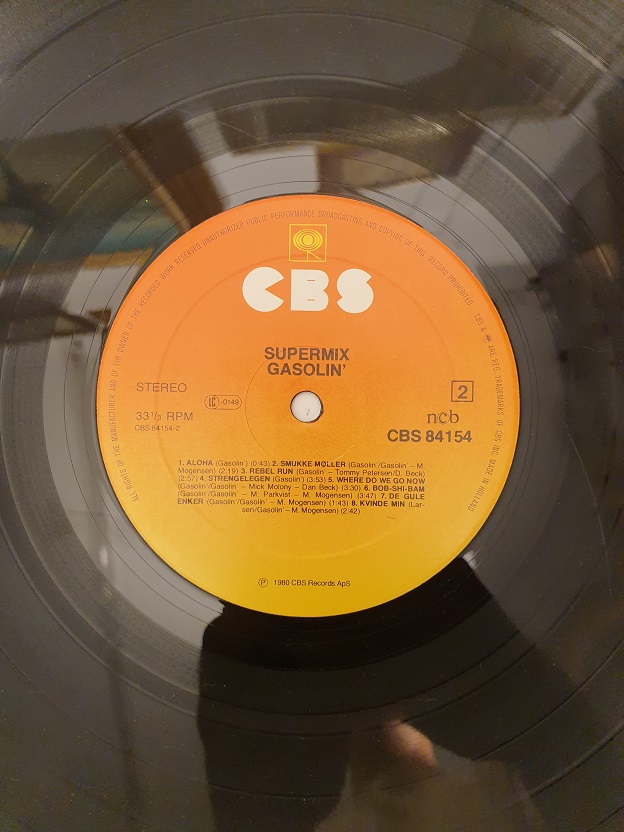 ALL RIGHTS OF THE MANUFACTURER AND OF THE OWNER OF THE RECORDED WORK RESERVED UNAUTHORIZED PUBLIC PERFORMANCE BROADCASTING AND COPYING OF THIS RECORD PROHIBITED
CBS & JAE REG. TRADEMARKS OF CBS INC. MADE IN HOLLAND
CBS
SUPERMIX
GASOLIN'
STEREO
LC -0149
2
33 1/3 RPM
ncb
CBS 84154-2
CBS 84154
1. ALOHA (Gasolin') (0:43) 2. SMUKKE MØLLER (Gasolin'/Gasolin' – M.
Mogensen) (2:19) 3. REBEL RUN (Gasolin' – Tommy Petersen/D. Beck)
(2:57) 4. STRENGELEGEN (Gasolin') (3:53) 5. WHERE DO WE GO NOW
(Gasolin'/Gasolin' – Mick Molony – Dan Beck) (3:30) 6. BOB-SHI-BAM
(Gasolin'/Gasolin' – M. Parkvist – M. Mogensen) (3:47) 7. DE GULE
ENKER (Gasolin'/Gasolin' – M. Mogensen) (1:43) 8. KVINDE MIN (Lar-
sen/Gasolin' – M. Mogensen) (2:42)
Ⓟ 1980 CBS Records ApS